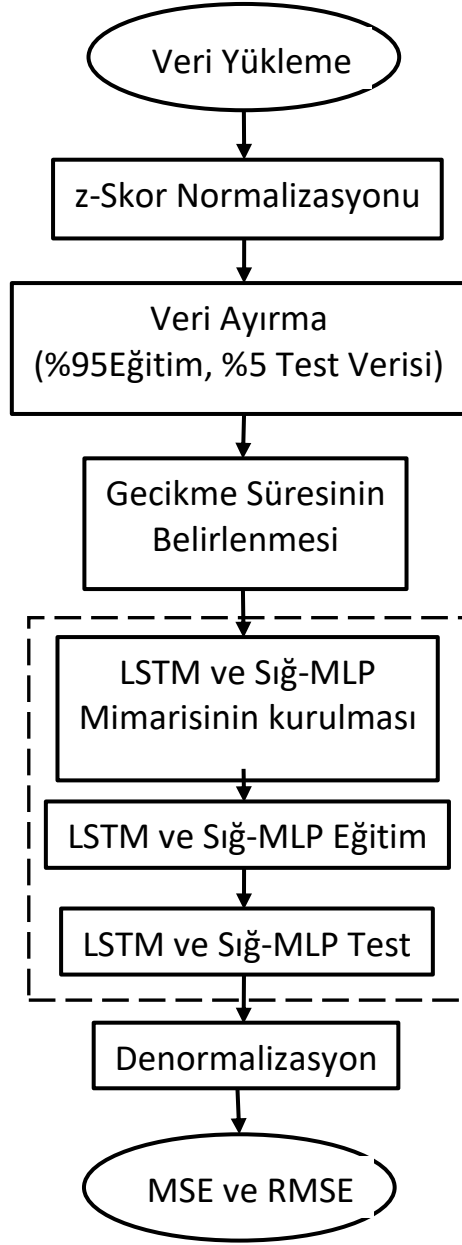 Veri Yükleme
z-Skor Normalizasyonu
Veri Ayırma
(%95Eğitim, %5 Test Verisi)
Gecikme Süresinin
Belirlenmesi
LSTM ve Sığ-MLP
Mimarisinin kurulması
LSTM ve Sığ-MLP Eğitim
LSTM ve Sığ-MLP Test
Denormalizasyon
MSE ve RMSE